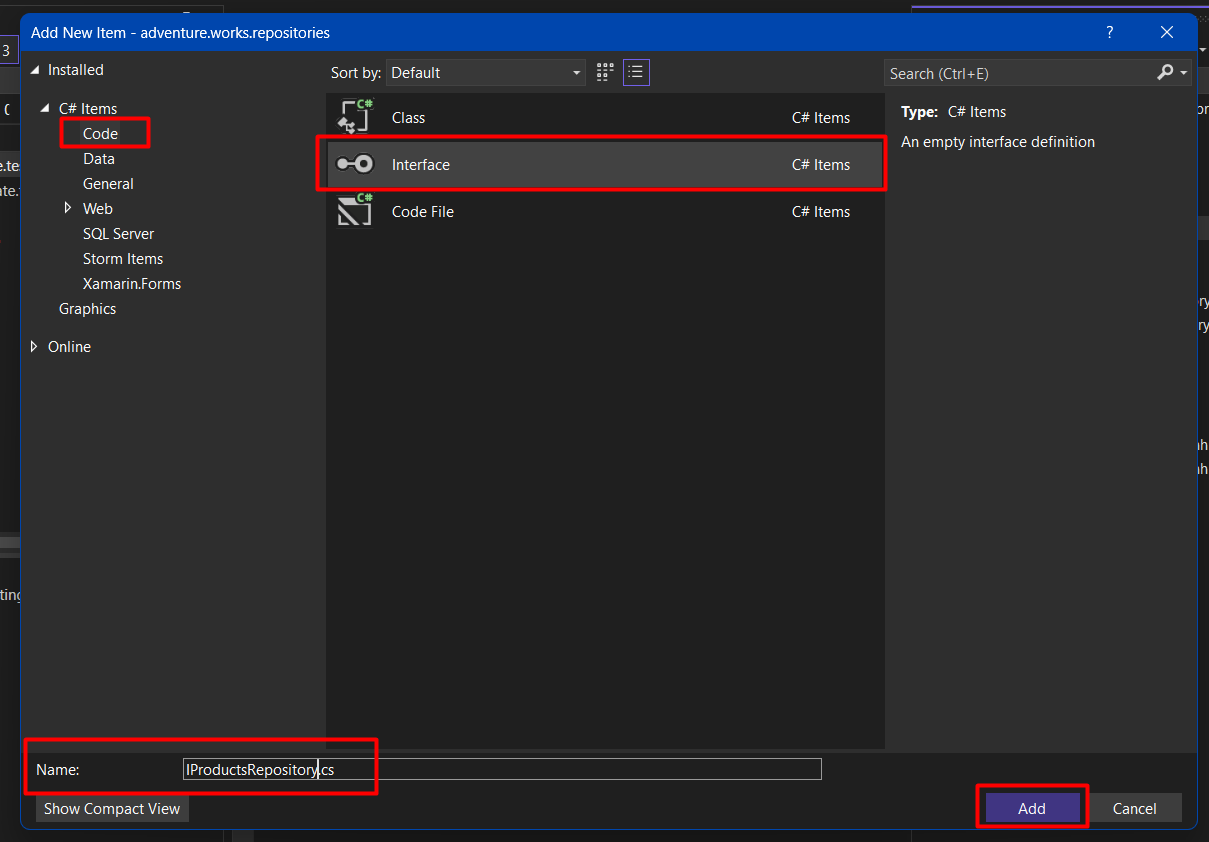 Add New Item - adventure.works.repositories
?
3
Installed
Sort by: Default
Search (Ctrl+E)
C# Items
Code
Data
General
Web
SQL Server
Storm Items
Xamarin.Forms
Graphics
Online
C#
Class C# Items
Interface C# Items
C#
Code File C# Items
Type: C# Items
An empty interface definition
Name: IProductsRepository.cs
Show Compact View
Add Cancel